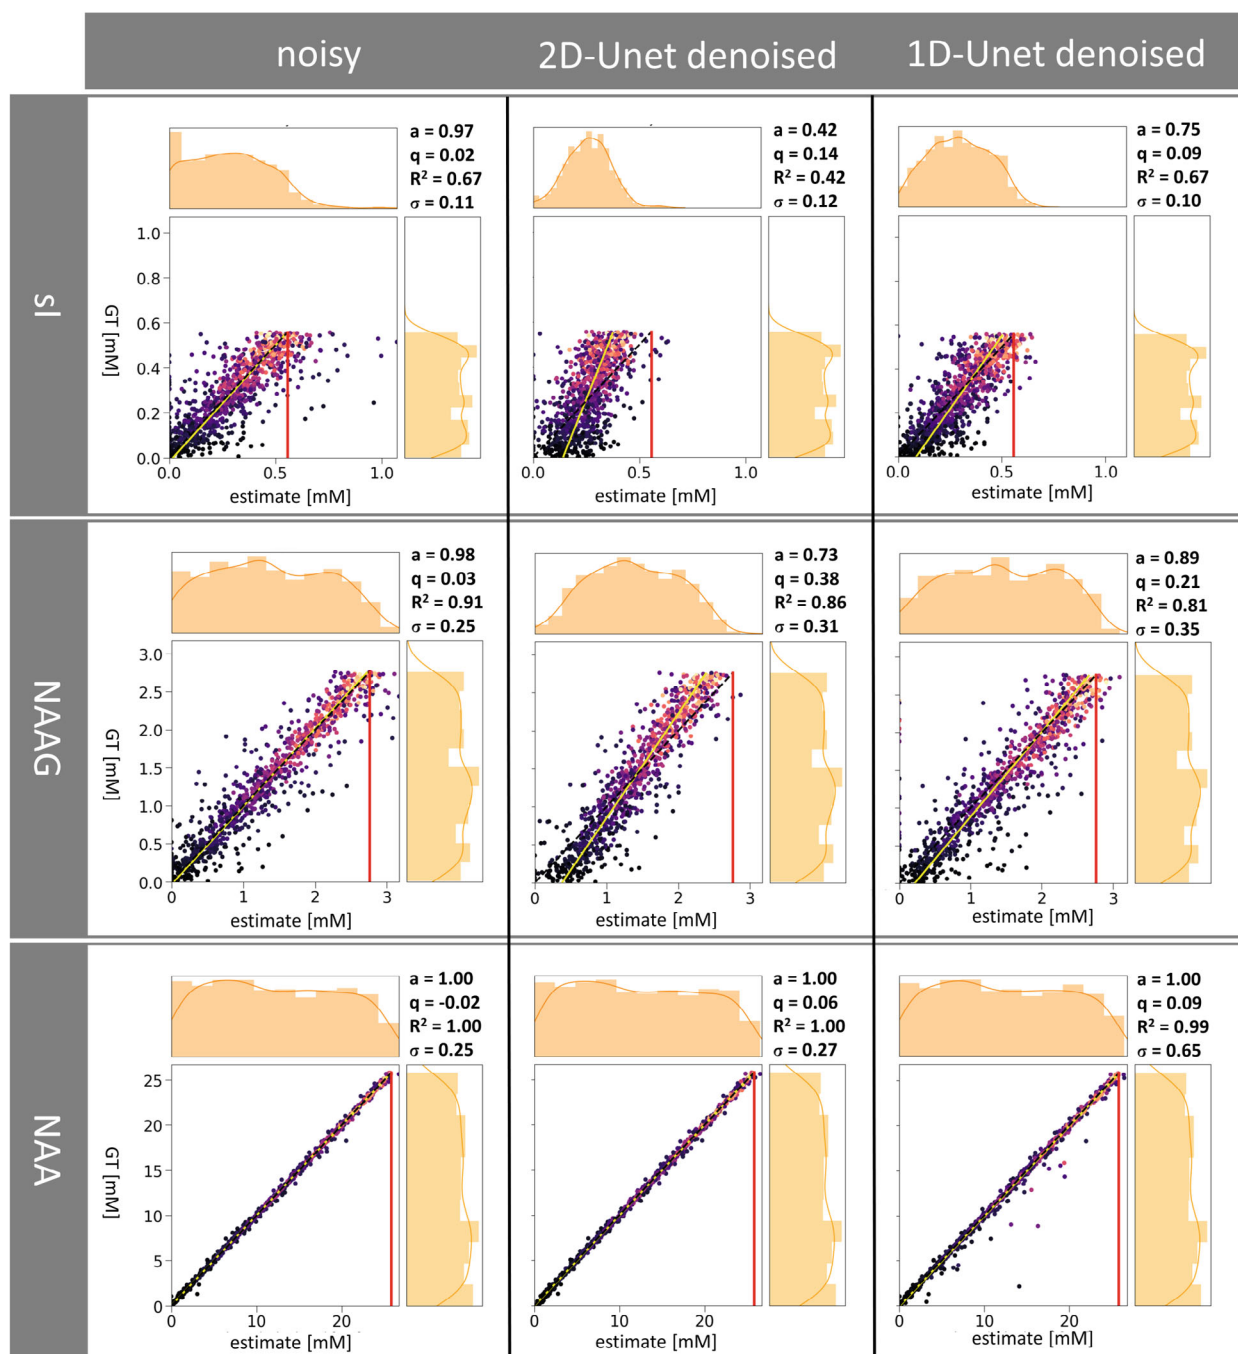 noisy
2D-Unet denoised
1D-Unet denoised
sI
a = 0.97
q = 0.02
R² = 0.67
σ = 0.11
a = 0.42
q = 0.14
R² = 0.42
σ = 0.12
a = 0.75
q = 0.09
R² = 0.67
σ = 0.10
GT [mM]
1.0
0.8
0.6
0.4
0.2
0.0
0.0 0.5 1.0
estimate [mM]
0.0 0.5 1.0
estimate [mM]
0.0 0.5 1.0
estimate [mM]
NAAG
a = 0.98
q = 0.03
R² = 0.91
σ = 0.25
a = 0.73
q = 0.38
R² = 0.86
σ = 0.31
a = 0.89
q = 0.21
R² = 0.81
σ = 0.35
GT [mM]
3.0
2.5
2.0
1.5
1.0
0.5
0.0
0 1 2 3
estimate [mM]
0 1 2 3
estimate [mM]
0 1 2 3
estimate [mM]
NAA
a = 1.00
q = -0.02
R² = 1.00
σ = 0.25
a = 1.00
q = 0.06
R² = 1.00
σ = 0.27
a = 1.00
q = 0.09
R² = 0.99
σ = 0.65
GT [mM]
25
20
15
10
5
0
0 10 20
estimate [mM]
0 10 20
estimate [mM]
0 10 20
estimate [mM]